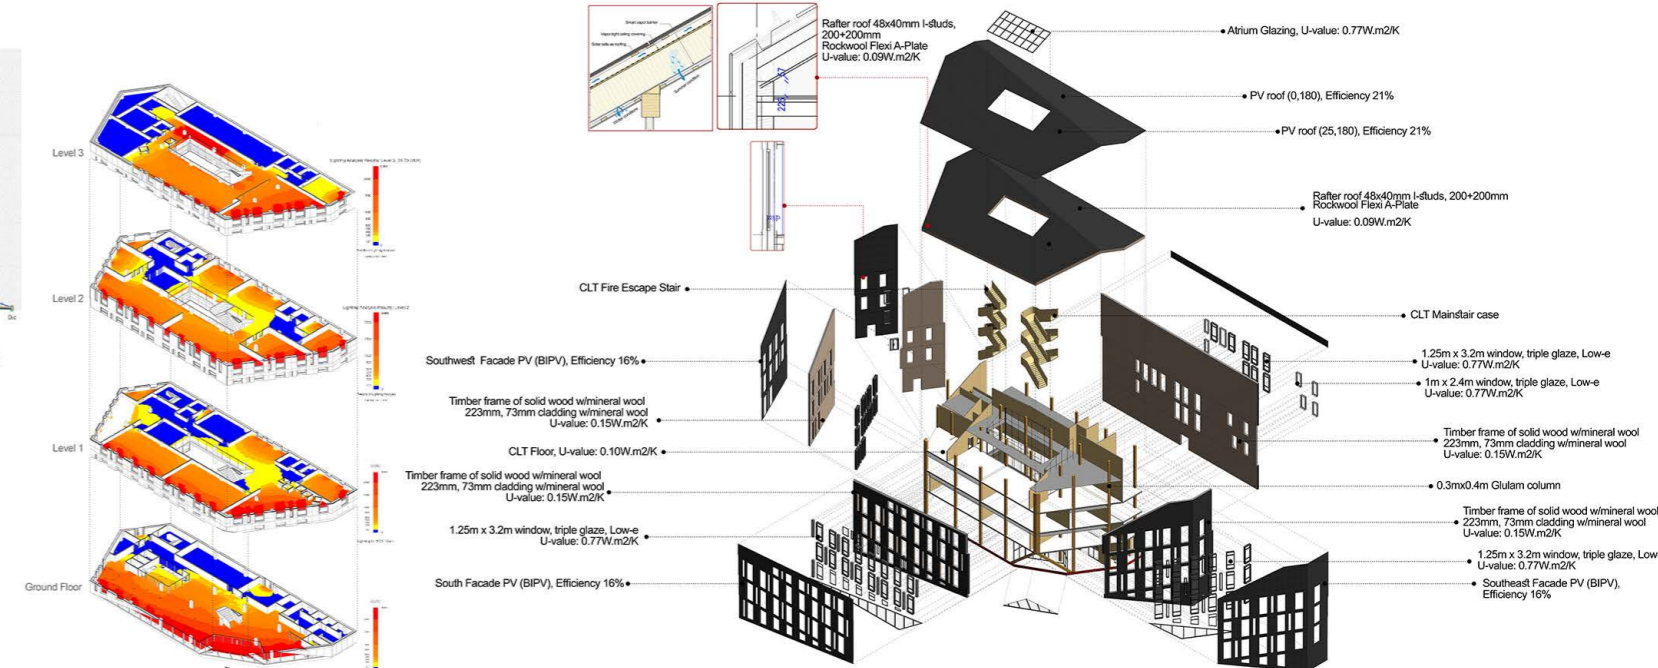 Level 3
Level 2
Level 1
Ground Floor
Smart vapor barrier
Rafter roof 48x40mm I-studs,
200+200mm
Rockwool Flexi A-Plate
U-value: 0.09W.m2/K
57
225
Atrium Glazing, U-value: 0.77W.m2/K
PV roof (0,180), Efficiency 21%
PV roof (25,180), Efficiency 21%
Rafter roof 48x40mm I-studs, 200+200mm
Rockwool Flexi A-Plate
U-value: 0.09W.m2/K
CLT Fire Escape Stair
CLT Mainstair case
Southwest Facade PV (BIPV), Efficiency 16%
1.25m x 3.2m window, triple glaze, Low-e
U-value: 0.77W.m2/K
1m x 2.4m window, triple glaze, Low-e
U-value: 0.77W.m2/K
Timber frame of solid wood w/mineral wool
223mm, 73mm cladding w/mineral wool
U-value: 0.15W.m2/K
Timber frame of solid wood w/mineral wool
223mm, 73mm cladding w/mineral wool
U-value: 0.15W.m2/K
CLT Floor, U-value: 0.10W.m2/K
Timber frame of solid wood w/mineral wool
223mm, 73mm cladding w/mineral wool
U-value: 0.15W.m2/K
0.3mx0.4m Glulam column
1.25m x 3.2m window, triple glaze, Low-e
U-value: 0.77W.m2/K
Timber frame of solid wood w/mineral wool
223mm, 73mm cladding w/mineral wool
U-value: 0.15W.m2/K
1.25m x 3.2m window, triple glaze, Low
U-value: 0.77W.m2/K
South Facade PV (BIPV), Efficiency 16%
Southeast Facade PV (BIPV),
Efficiency 16%